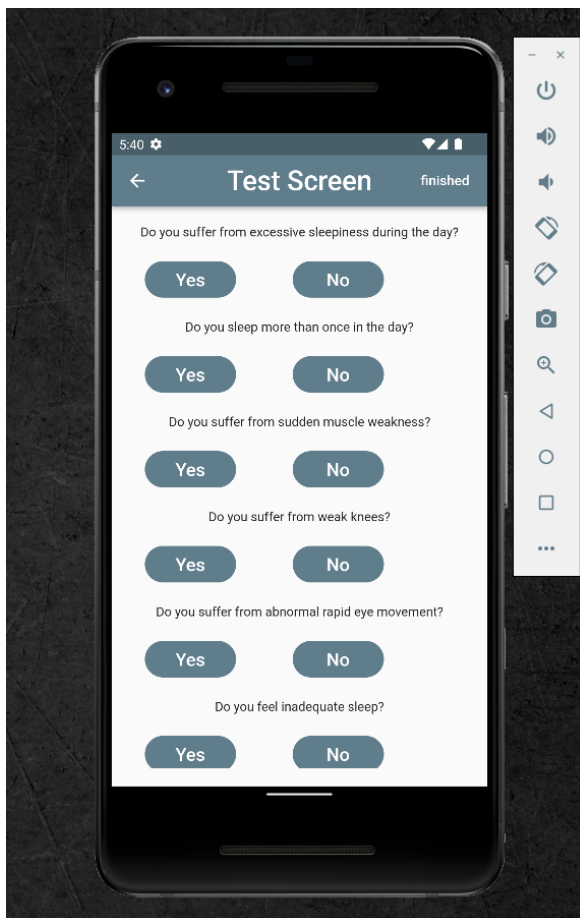 5:40
Test Screen
finished
Do you suffer from excessive sleepiness during the day?
Yes No
Do you sleep more than once in the day?
Yes No
Do you suffer from sudden muscle weakness?
Yes No
Do you suffer from weak knees?
Yes No
Do you suffer from abnormal rapid eye movement?
Yes No
Do you feel inadequate sleep?
Yes No